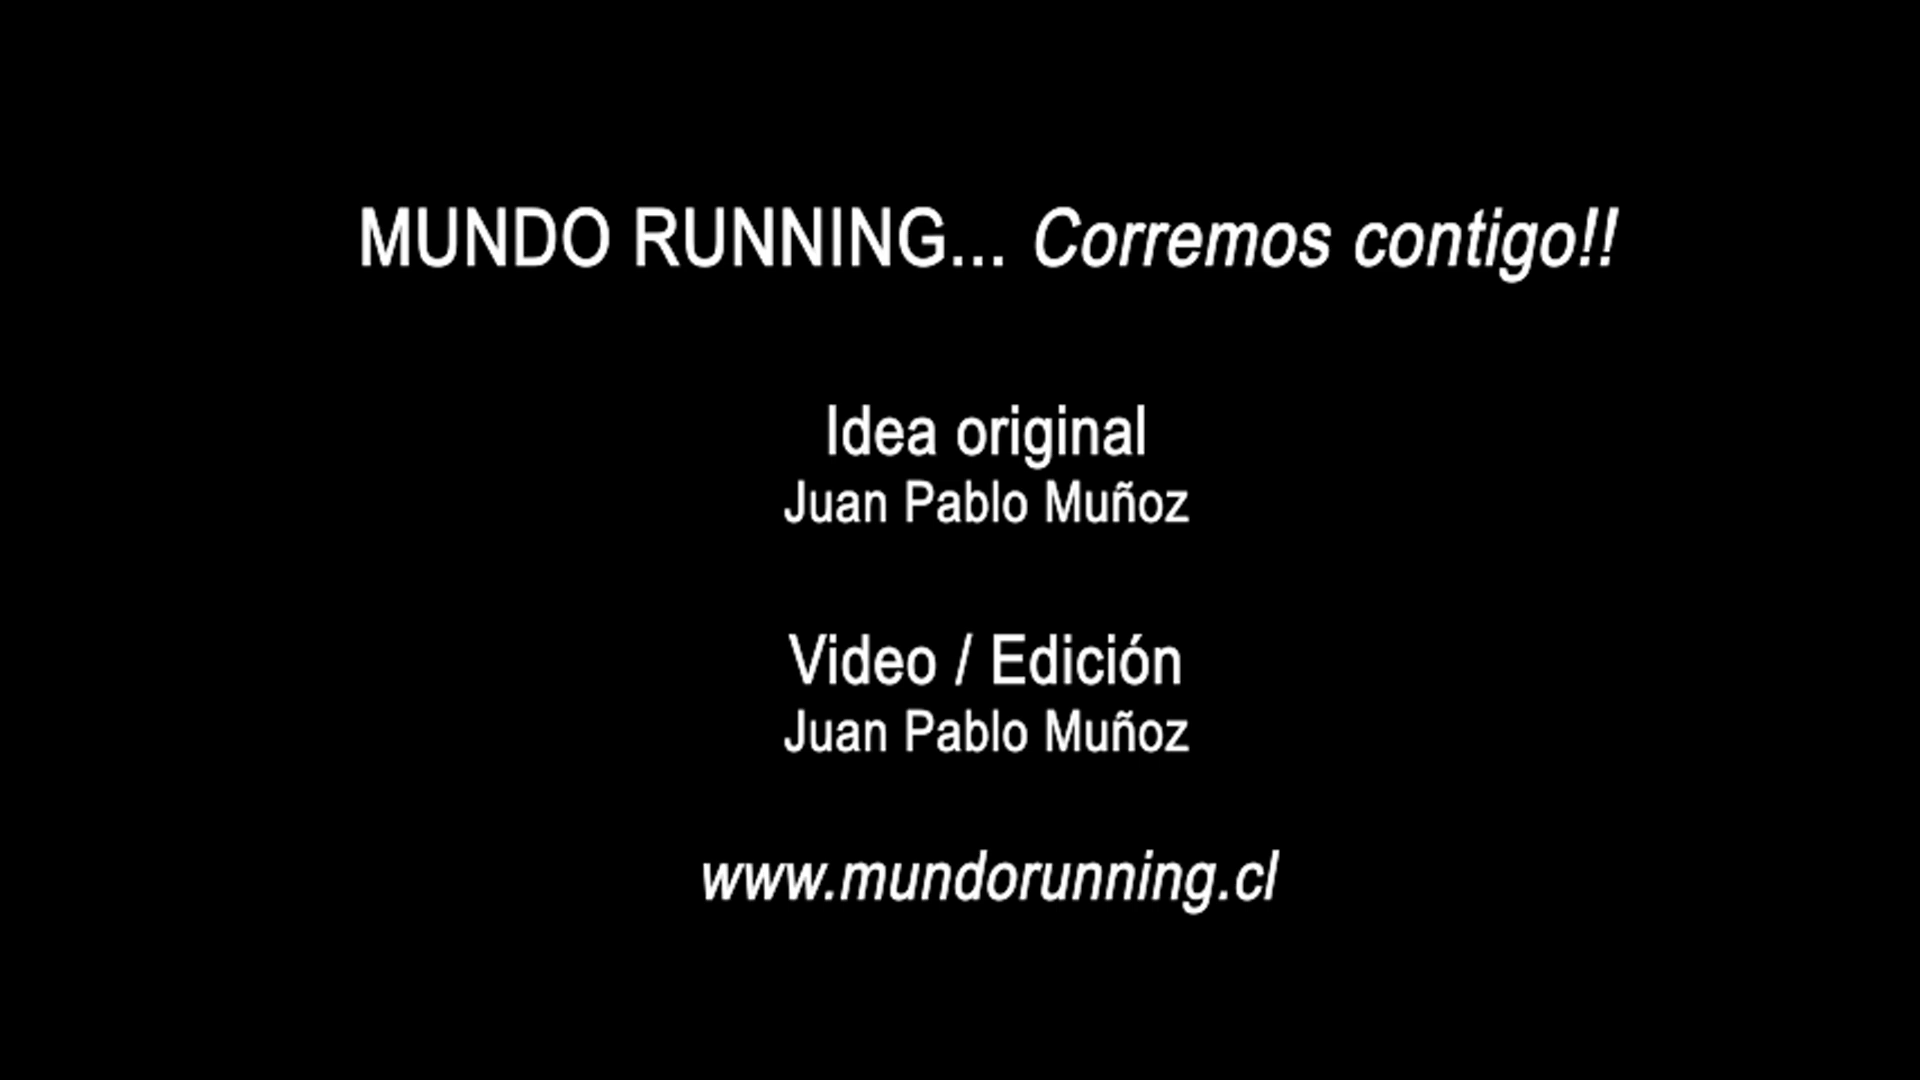 MUNDO RUNNING... Corremos contigo!!
Idea original
Juan Pablo Muñoz
Video / Edición
Juan Pablo Muñoz
www.mundorunning.cl